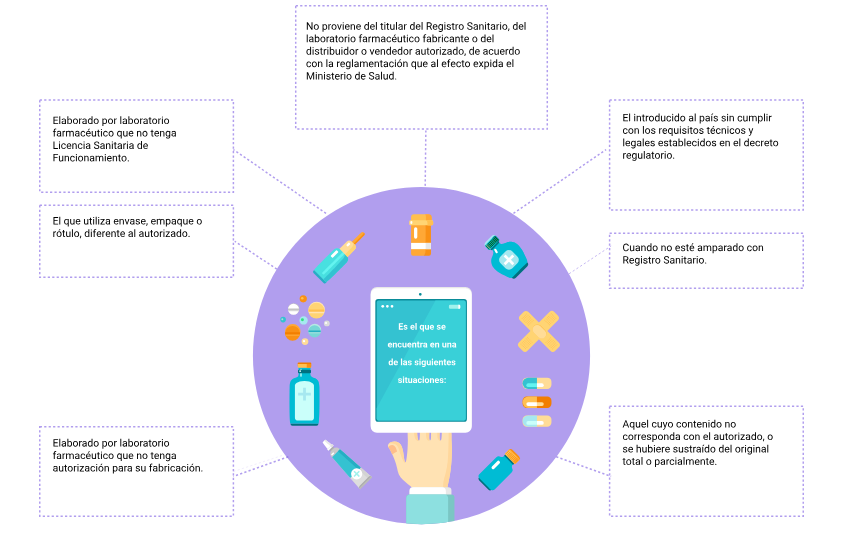 No proviene del titular del Registro Sanitario, del
laboratorio farmacéutico fabricante o del
distribuidor o vendedor autorizado, de acuerdo
con la reglamentación que al efecto expida el
Ministerio de Salud.
Elaborado por laboratorio
farmacéutico que no tenga
Licencia Sanitaria de
Funcionamiento.
El introducido al país sin cumplir
con los requisitos técnicos y
legales establecidos en el decreto
regulatorio.
El que utiliza envase, empaque o
rótulo, diferente al autorizado.
Cuando no esté amparado con
Registro Sanitario.
Es el que se
encuentra en una
de las siguientes
situaciones:
Elaborado por laboratorio
farmacéutico que no tenga
autorización para su fabricación.
Aquel cuyo contenido no
corresponda con el autorizado, o
se hubiere sustraído del original
total o parcialmente.